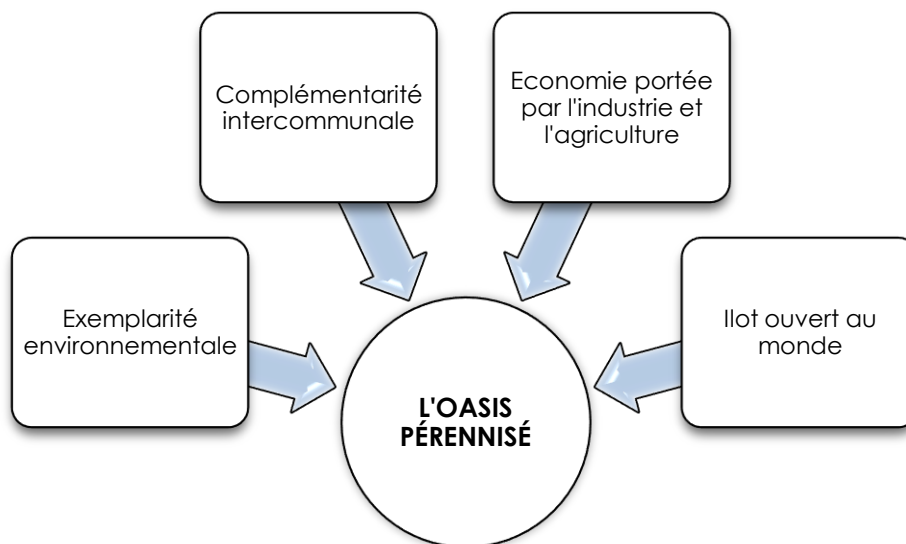 Complémentarité
intercommunale
Economie portée
par l'industrie et
l'agriculture
Exemplarité
environnementale
Ilot ouvert au
monde
L'OASIS
PÉRENNISÉ